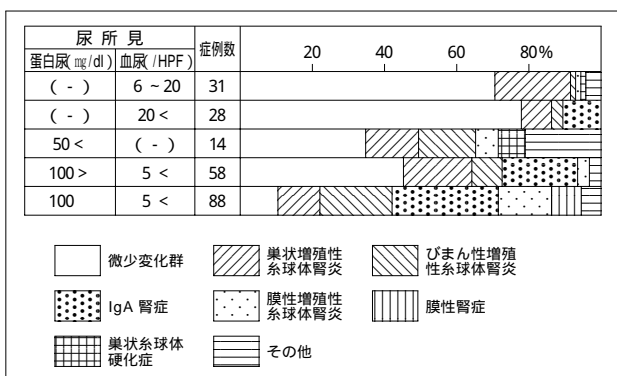 尿所見
症例数
蛋白尿(㎎/dl)
血尿(/HPF)
20 40 60 80%
(-) 6 ~ 20 31
(-) 20 < 28
50 < (-) 14
100 > 5 < 58
100 5 < 88
微少変化群
巣状増殖性
糸球体腎炎
びまん性増殖
性糸球体腎炎
IgA 腎症
膜性増殖性
糸球体腎炎
膜性腎症
巣状糸球体
硬化症
その他